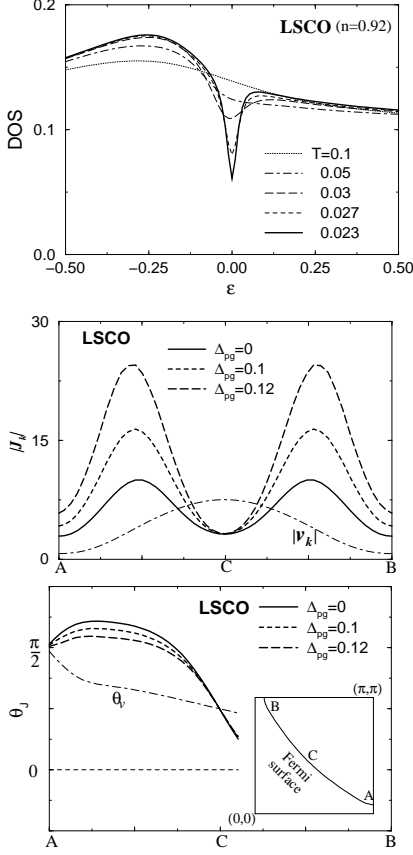 0.2
LSCO (n=0.92)
DOS
0.1
T=0.1
0.05
0.03
0.027
0.023
0.0
−0.50 −0.25 0.00 0.25 0.50
ε
30
LSCO
Δpg=0
Δpg=0.1
Δpg=0.12
|Jk|
15
|vk|
0
A C B
LSCO
Δpg=0
Δpg=0.1
Δpg=0.12
π
2
θJ
θv
(π,π)
B
C
Fermi
surface
A
0
(0,0)
A C B